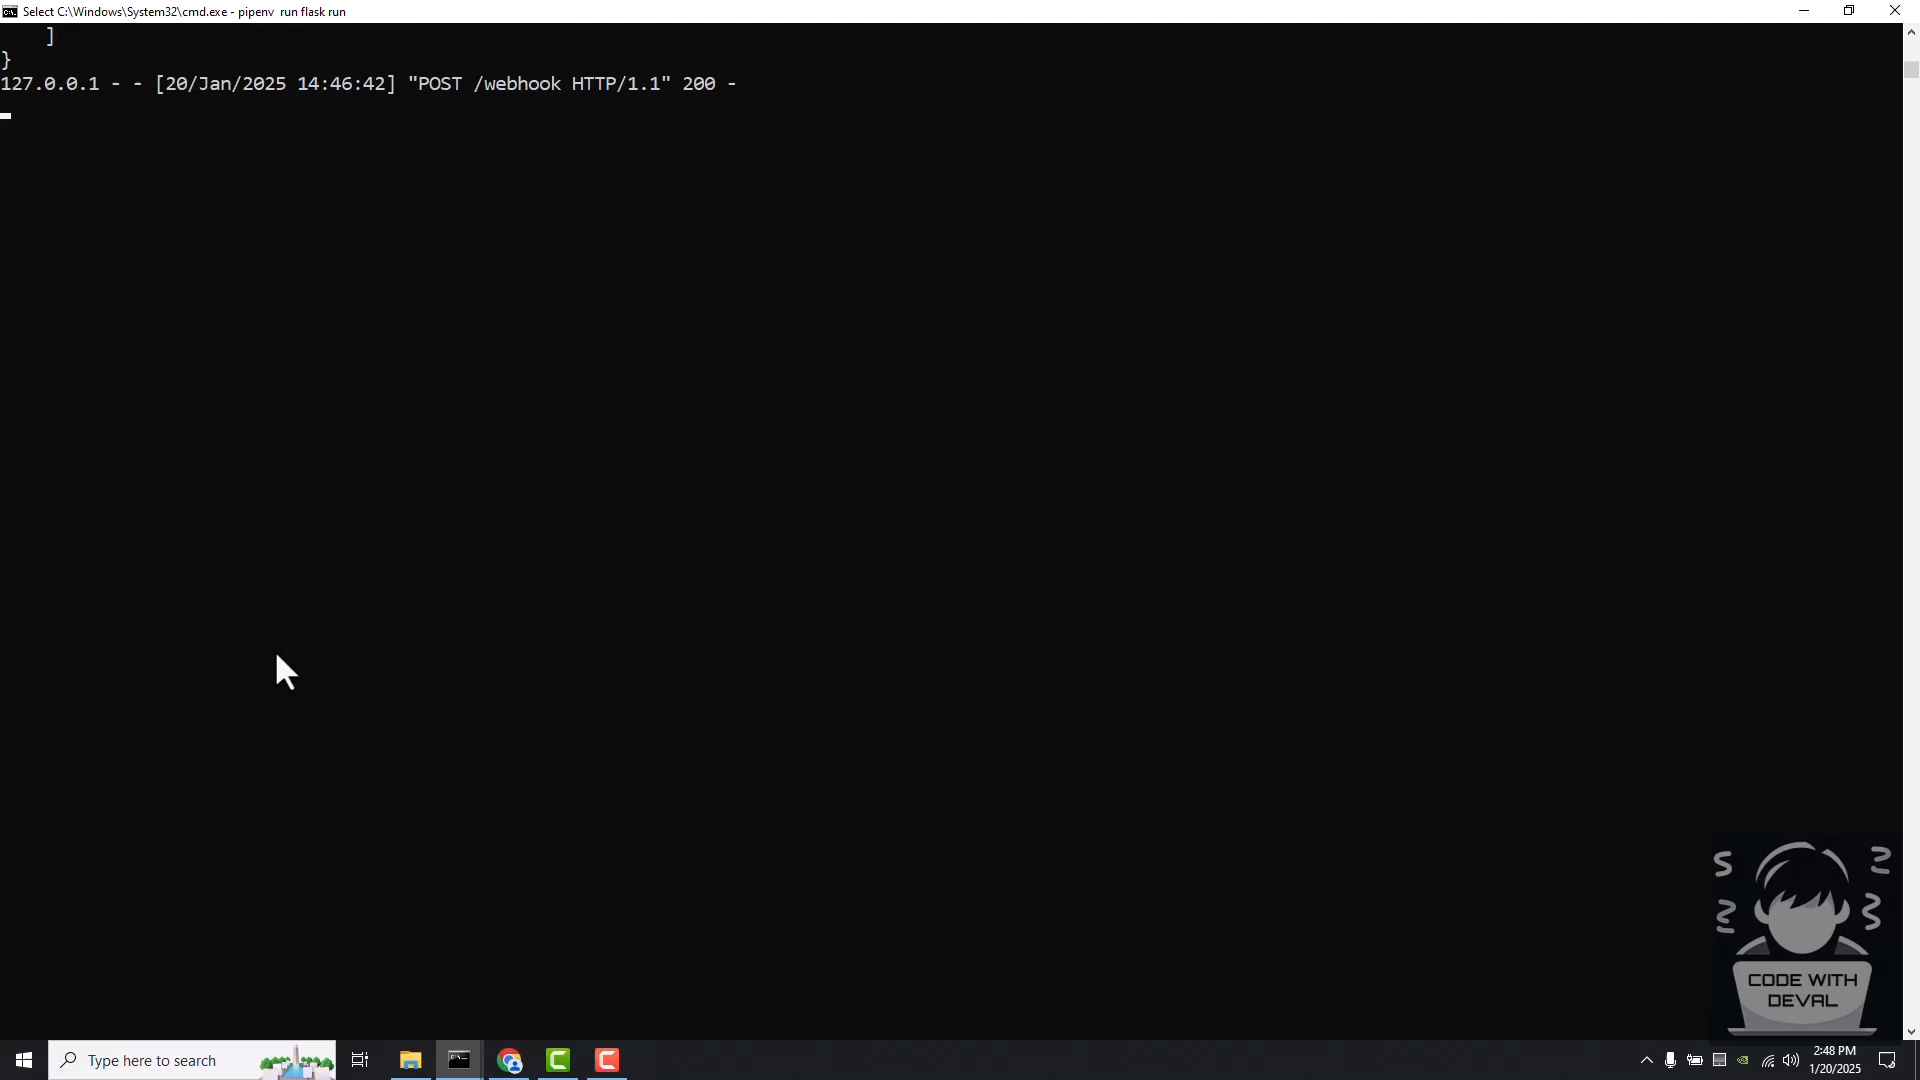 Select C:\Windows\System32\cmd.exe - pipenv  run flask run
]
}
127.0.0.1 - - [20/Jan/2025 14:46:42] "POST /webhook HTTP/1.1" 200 -
CODE WITH
DEVAL
Type here to search
2:48 PM
1/20/2025